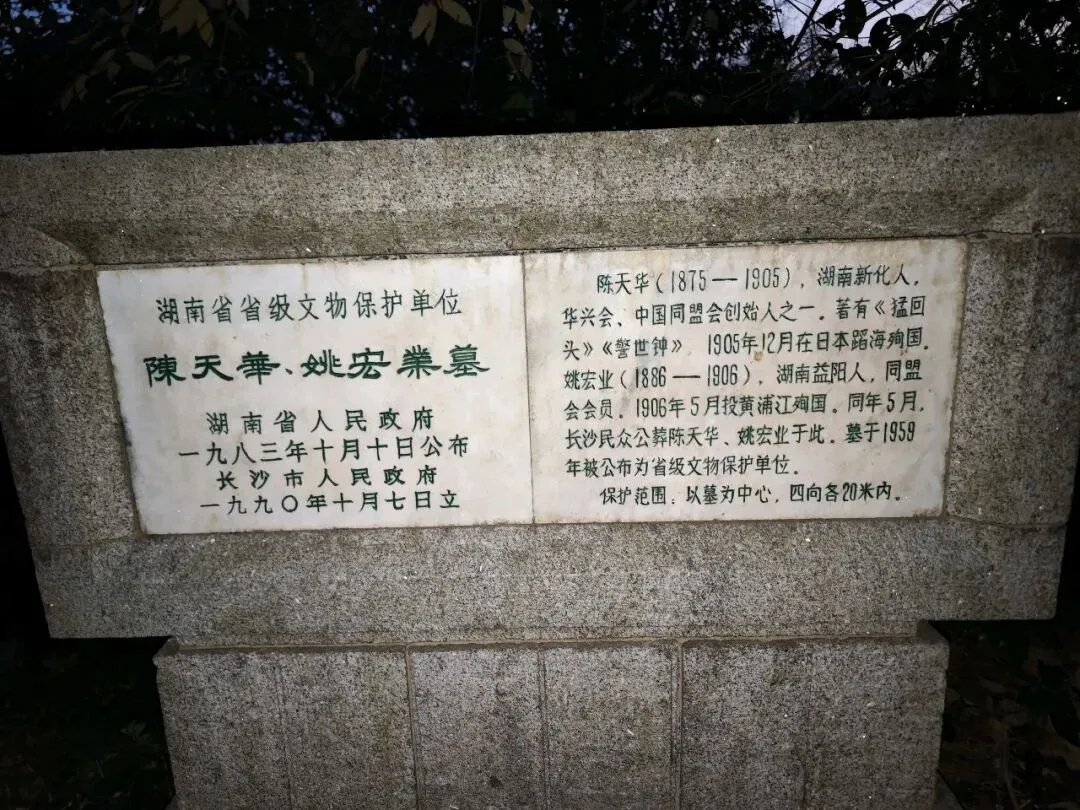 湖南省省级文物保护单位
陳天華、姚宏業墓
湖南省人民政府
一九八三年十月十日公布
长沙市人民政府
一九九〇年十月七日立
陈天华(1875—1905),湖南新化人,
华兴会、中国同盟会创始人之一。著有《猛回
头》《警世钟》,1905年12月在日本蹈海殉国。
姚宏业(1886—1906),湖南益阳人,同盟
会会员。1906年5月投黄浦江殉国。同年5月,
长沙民众公葬陈天华、姚宏业于此。墓于1959
年被公布为省级文物保护单位。
保护范围:以墓为中心,四向各20米内。